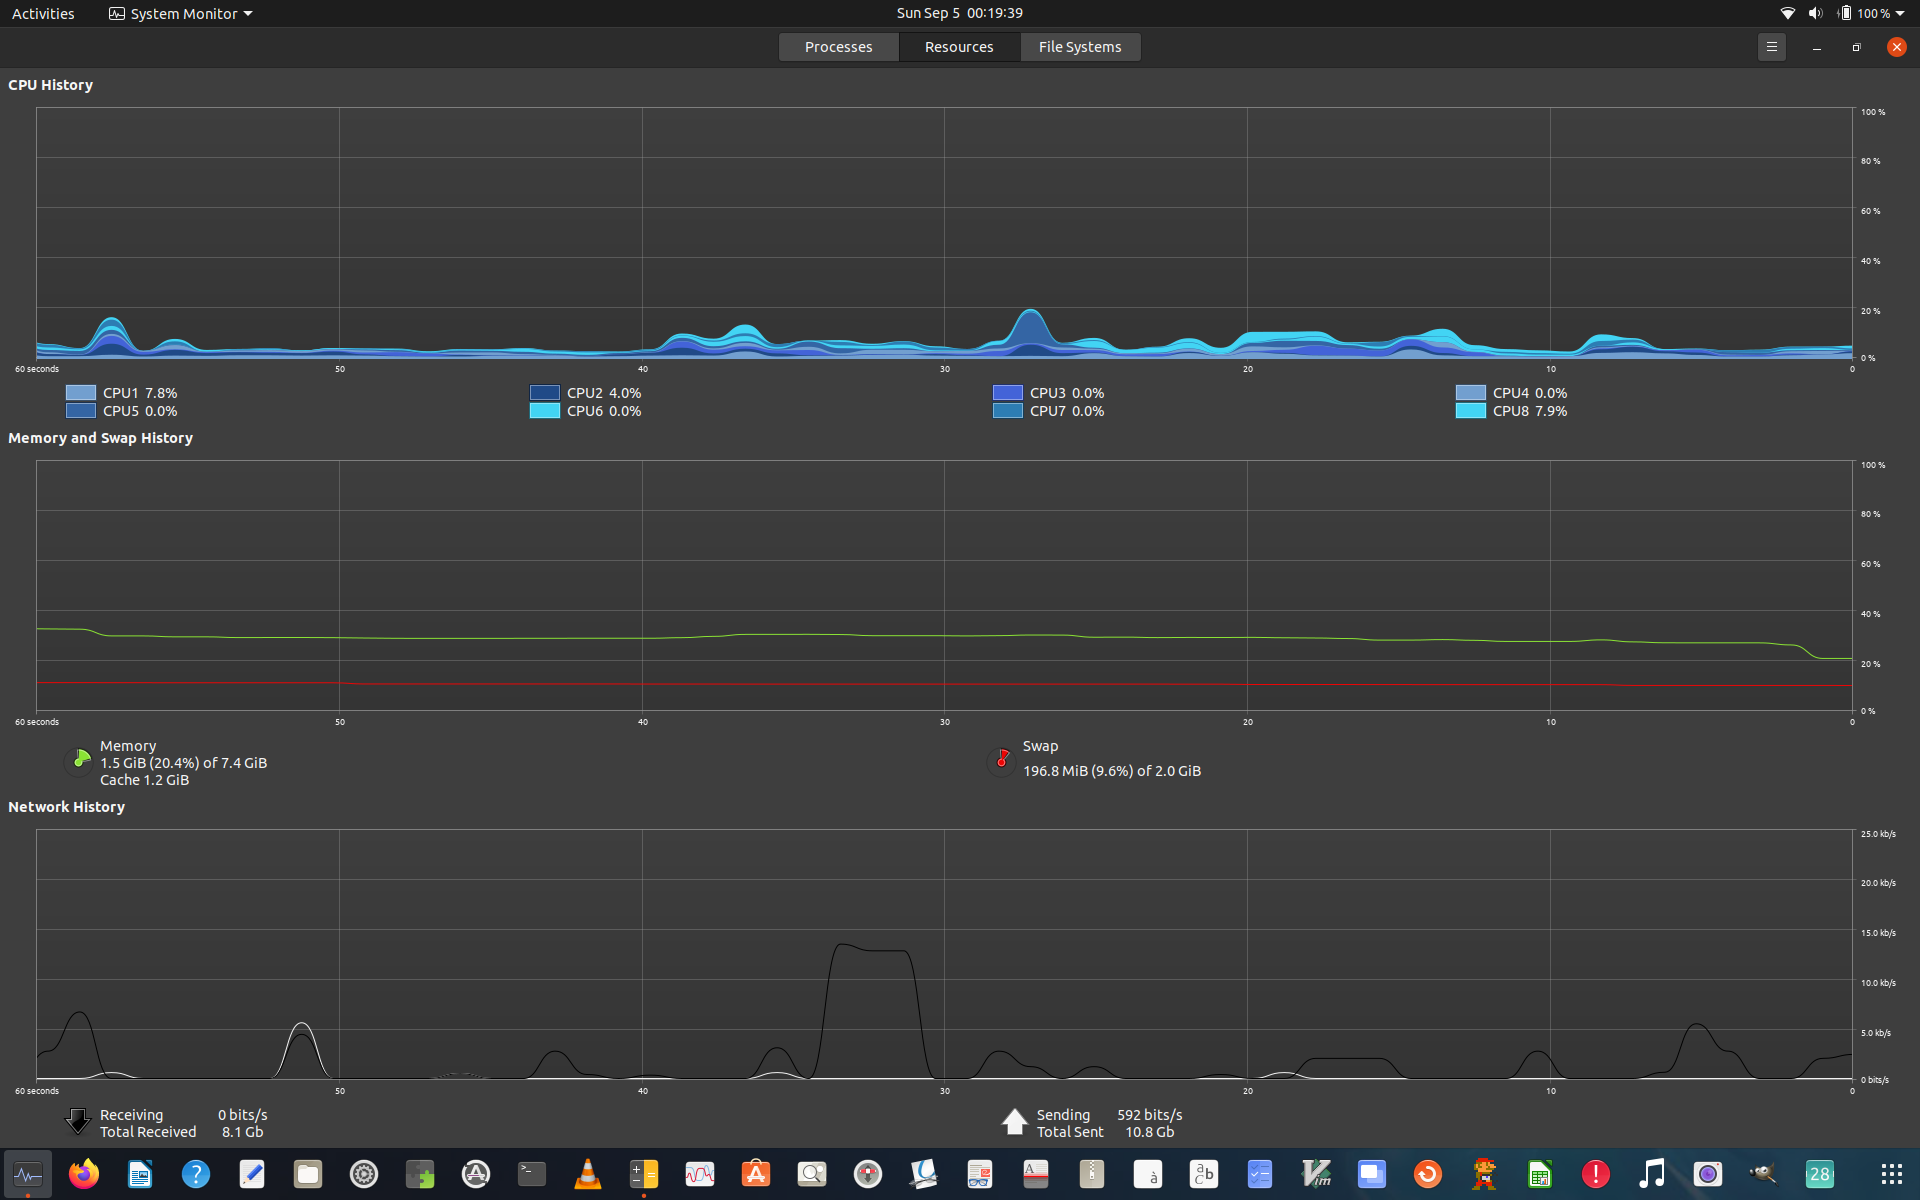 Activities
System Monitor
Sun Sep 5 00:19:39
100 %
Processes
Resources
File Systems
CPU History
100 %
80 %
60 %
40 %
20 %
0 %
60 seconds 50 40 30 20 10 0
CPU1 7.8% CPU2 4.0% CPU3 0.0% CPU4 0.0%
CPU5 0.0% CPU6 0.0% CPU7 0.0% CPU8 7.9%
Memory and Swap History
100 %
80 %
60 %
40 %
20 %
0 %
60 seconds 50 40 30 20 10 0
Memory
1.5 GiB (20.4%) of 7.4 GiB
Cache 1.2 GiB
Swap
196.8 MiB (9.6%) of 2.0 GiB
Network History
25.0 kb/s
20.0 kb/s
15.0 kb/s
10.0 kb/s
5.0 kb/s
0 bits/s
60 seconds 50 40 30 20 10 0
Receiving 0 bits/s
Total Received 8.1 Gb
Sending 592 bits/s
Total Sent 10.8 Gb
?
>_
A
à
a b c
Vim
!
28